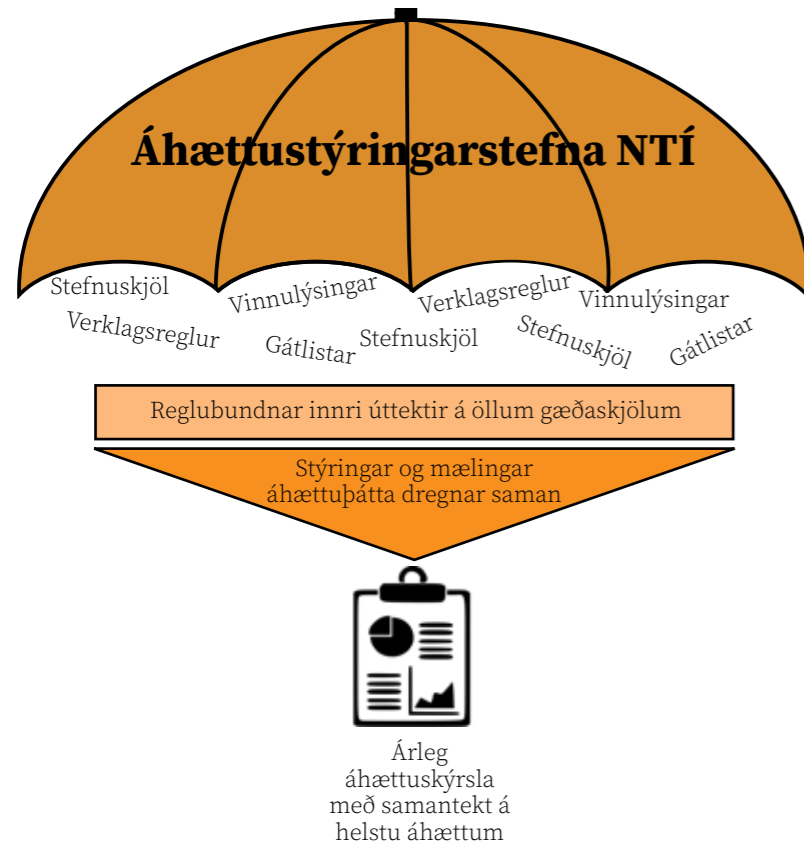 Áhættustýringarstefna NTÍ
Stefnuskjöl
Vinnulýsingar
Verklagsreglur
Vinnulýsingar
Verklagsreglur
Gátlistar
Stefnuskjöl
Stefnuskjöl
Gátlistar
Reglubundnar innri úttektir á öllum gæðaskjölum
Stýringar og mælingar
áhættuþátta dregnar saman
Árleg
áhættuskýrsla
með samantekt á
helstu áhættum